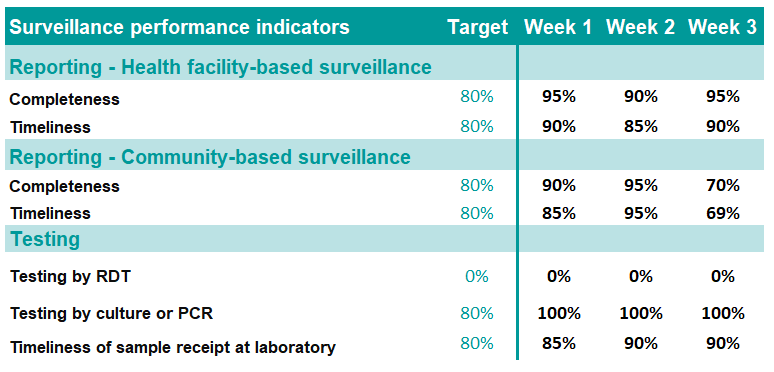 Surveillance performance indicators Target Week 1 Week 2 Week 3
Reporting - Health facility-based surveillance
Completeness 80% 95% 90% 95%
Timeliness 80% 90% 85% 90%
Reporting - Community-based surveillance
Completeness 80% 90% 95% 70%
Timeliness 80% 85% 95% 69%
Testing
Testing by RDT 0% 0% 0% 0%
Testing by culture or PCR 80% 100% 100% 100%
Timeliness of sample receipt at laboratory 80% 85% 90% 90%